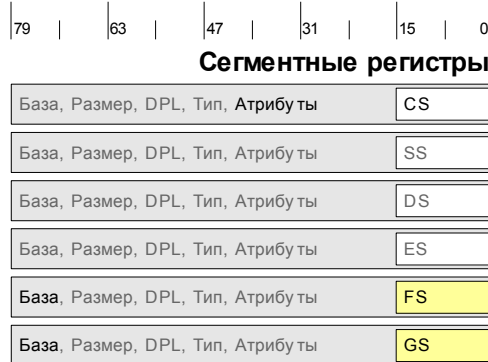 79 63 47 31 15 0
Сегментные регистры
База, Размер, DPL, Тип, Атрибуты CS
База, Размер, DPL, Тип, Атрибуты SS
База, Размер, DPL, Тип, Атрибуты DS
База, Размер, DPL, Тип, Атрибуты ES
База, Размер, DPL, Тип, Атрибуты FS
База, Размер, DPL, Тип, Атрибуты GS